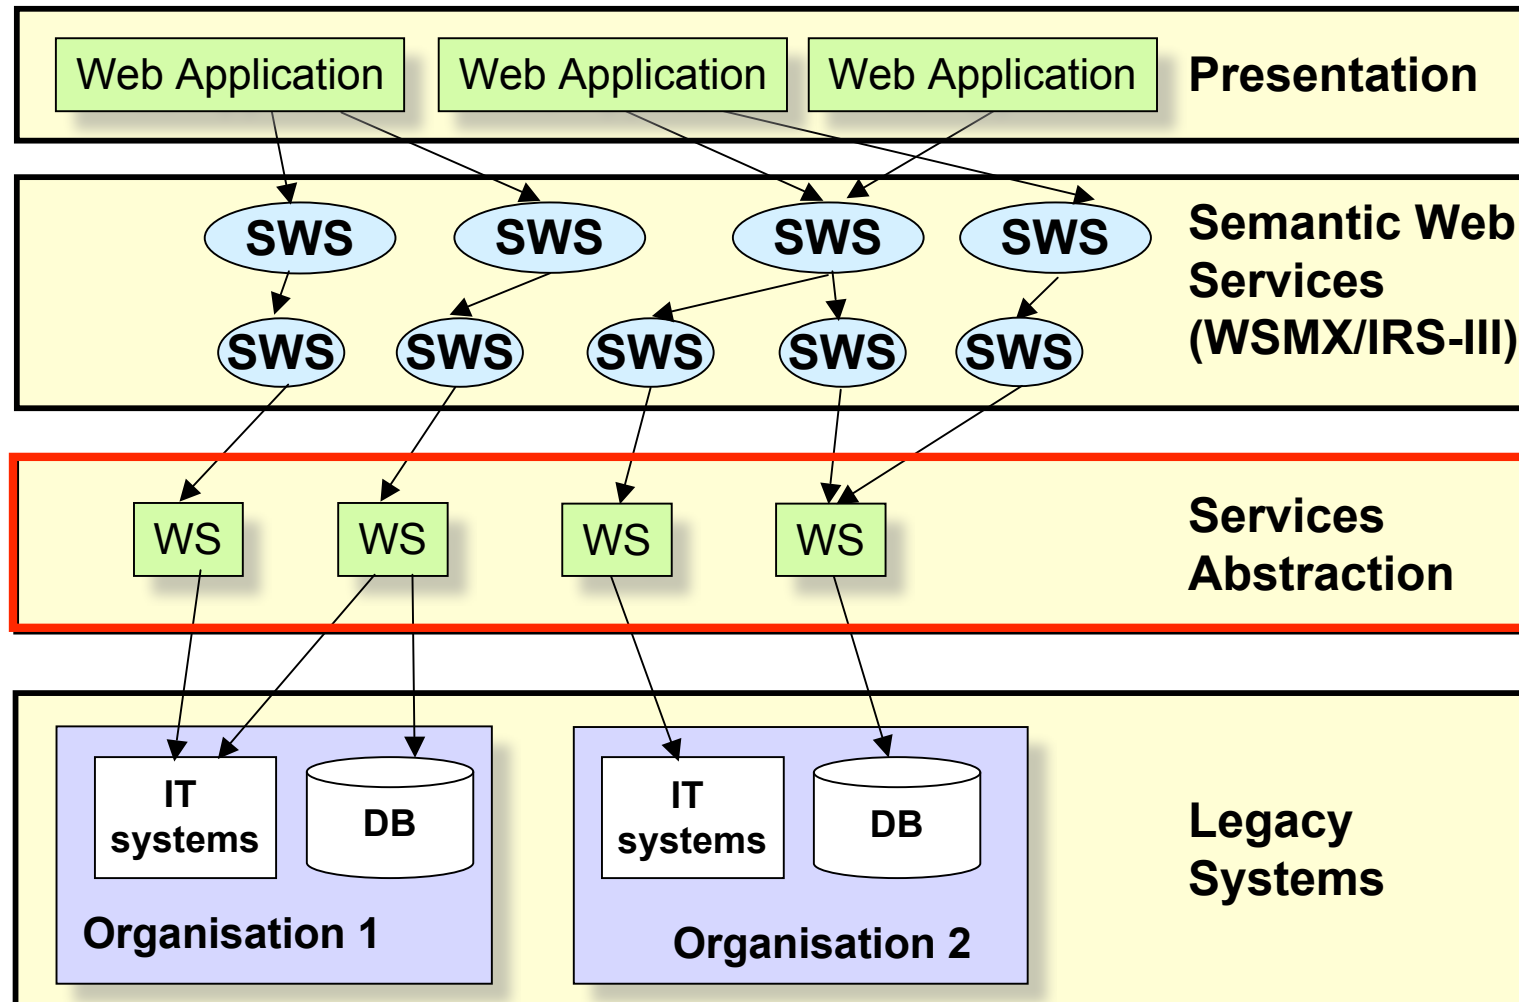 Web Application
Web Application
Web Application
Presentation
SWS
SWS
SWS
SWS
Semantic Web
Services
(WSMX/IRS-III)
SWS
SWS
SWS
SWS
SWS
WS
WS
WS
WS
Services
Abstraction
IT
systems
DB
Organisation 1
IT
systems
DB
Organisation 2
Legacy
Systems